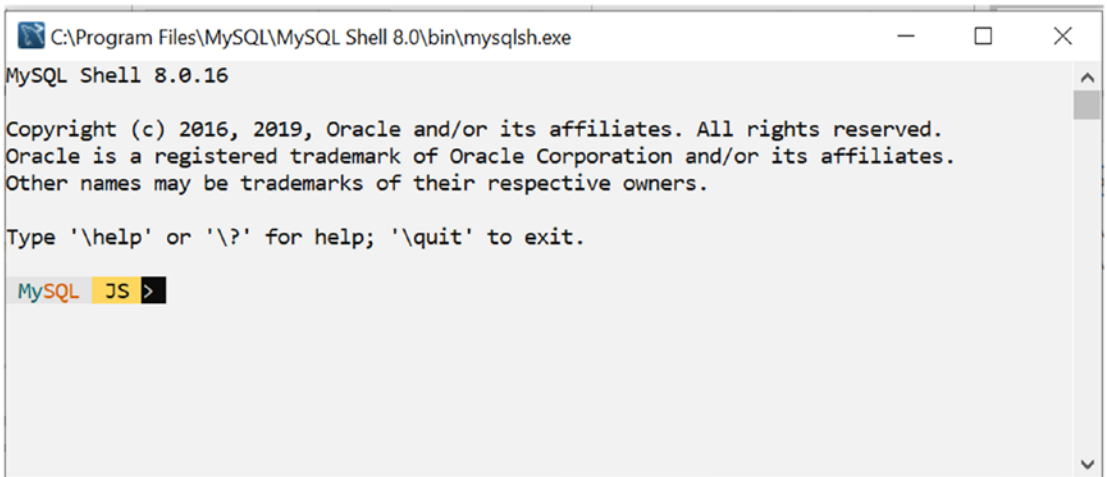 C:\Program Files\MySQL\MySQL Shell 8.0\bin\mysqlsh.exe
MySQL Shell 8.0.16
Copyright (c) 2016, 2019, Oracle and/or its affiliates. All rights reserved.
Oracle is a registered trademark of Oracle Corporation and/or its affiliates.
Other names may be trademarks of their respective owners.
Type '\help' or '\?' for help; '\quit' to exit.
MySQL JS >